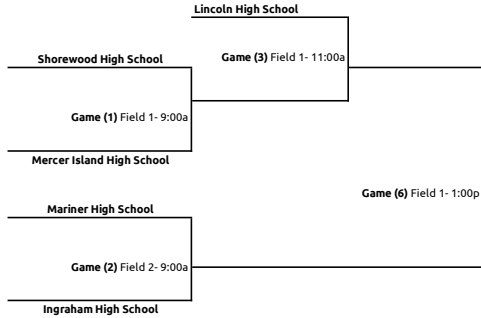 Lincoln High School
Shorewood High School
Game (3) Field 1- 11:00a
Game (1) Field 1- 9:00a
Mercer Island High School
Game (6) Field 1- 1:00p
Mariner High School
Game (2) Field 2- 9:00a
Ingraham High School